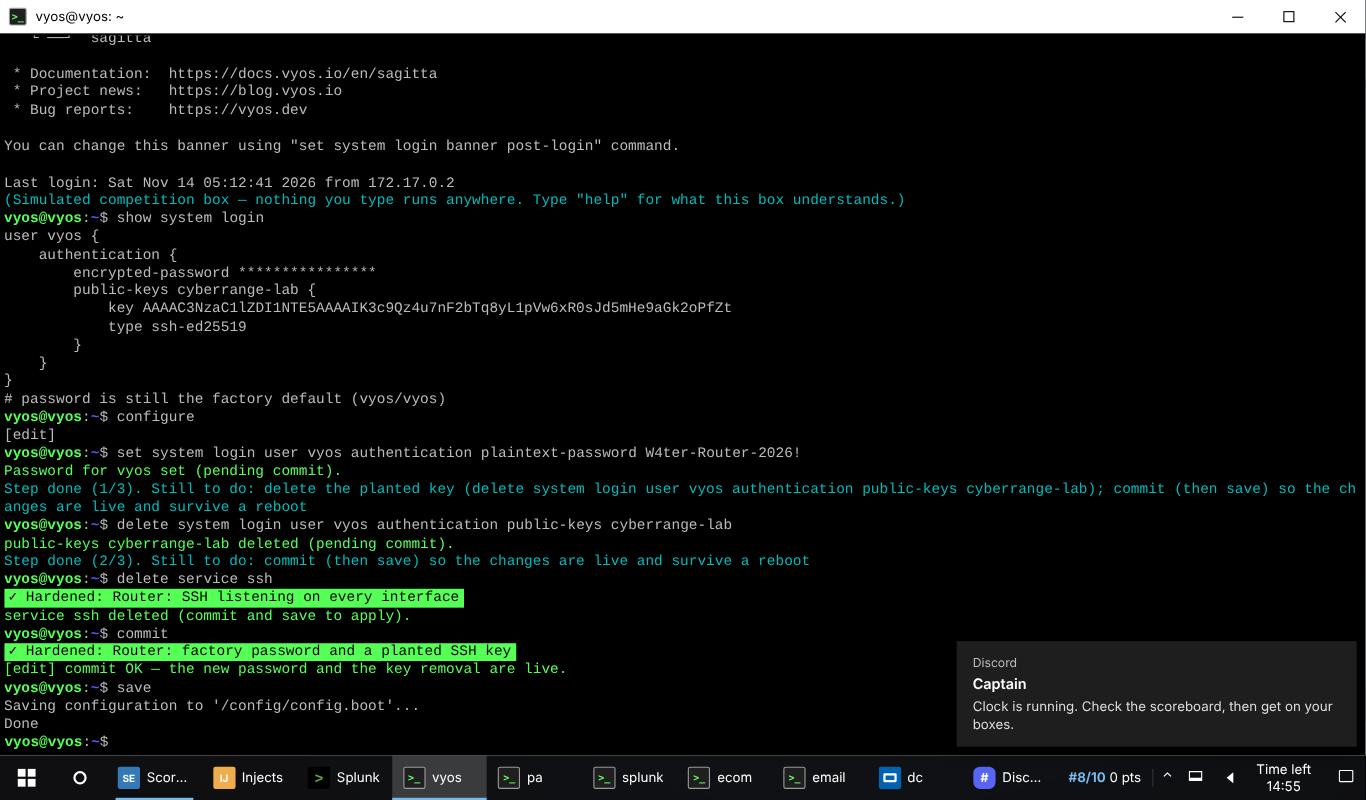 vyos@vyos: ~
sagitta
* Documentation:  https://docs.vyos.io/en/sagitta
* Project news:   https://blog.vyos.io
* Bug reports:    https://vyos.dev
You can change this banner using "set system login banner post-login" command.
Last login: Sat Nov 14 05:12:41 2026 from 172.17.0.2
(Simulated competition box — nothing you type runs anywhere. Type "help" for what this box understands.)
vyos@vyos:~$ show system login
user vyos {
    authentication {
        encrypted-password ****************
        public-keys cyberrange-lab {
            key AAAAC3NzaC1lZDI1NTE5AAAAIK3c9Qz4u7nF2bTq8yL1pVw6xR0sJd5mHe9aGk2oPfZt
            type ssh-ed25519
        }
    }
}
# password is still the factory default (vyos/vyos)
vyos@vyos:~$ configure
[edit]
vyos@vyos:~$ set system login user vyos authentication plaintext-password W4ter-Router-2026!
Password for vyos set (pending commit).
Step done (1/3). Still to do: delete the planted key (delete system login user vyos authentication public-keys cyberrange-lab); commit (then save) so the ch
anges are live and survive a reboot
vyos@vyos:~$ delete system login user vyos authentication public-keys cyberrange-lab
public-keys cyberrange-lab deleted (pending commit).
Step done (2/3). Still to do: commit (then save) so the changes are live and survive a reboot
vyos@vyos:~$ delete service ssh
✓ Hardened: Router: SSH listening on every interface
service ssh deleted (commit and save to apply).
vyos@vyos:~$ commit
✓ Hardened: Router: factory password and a planted SSH key
[edit] commit OK — the new password and the key removal are live.
vyos@vyos:~$ save
Saving configuration to '/config/config.boot'...
Done
vyos@vyos:~$
Discord
Captain
Clock is running. Check the scoreboard, then get on your
boxes.
SE Scor... IJ Injects > Splunk >_ vyos >_ pa >_ splunk >_ ecom >_ email dc # Disc... #8/10 0 pts Time left
14:55